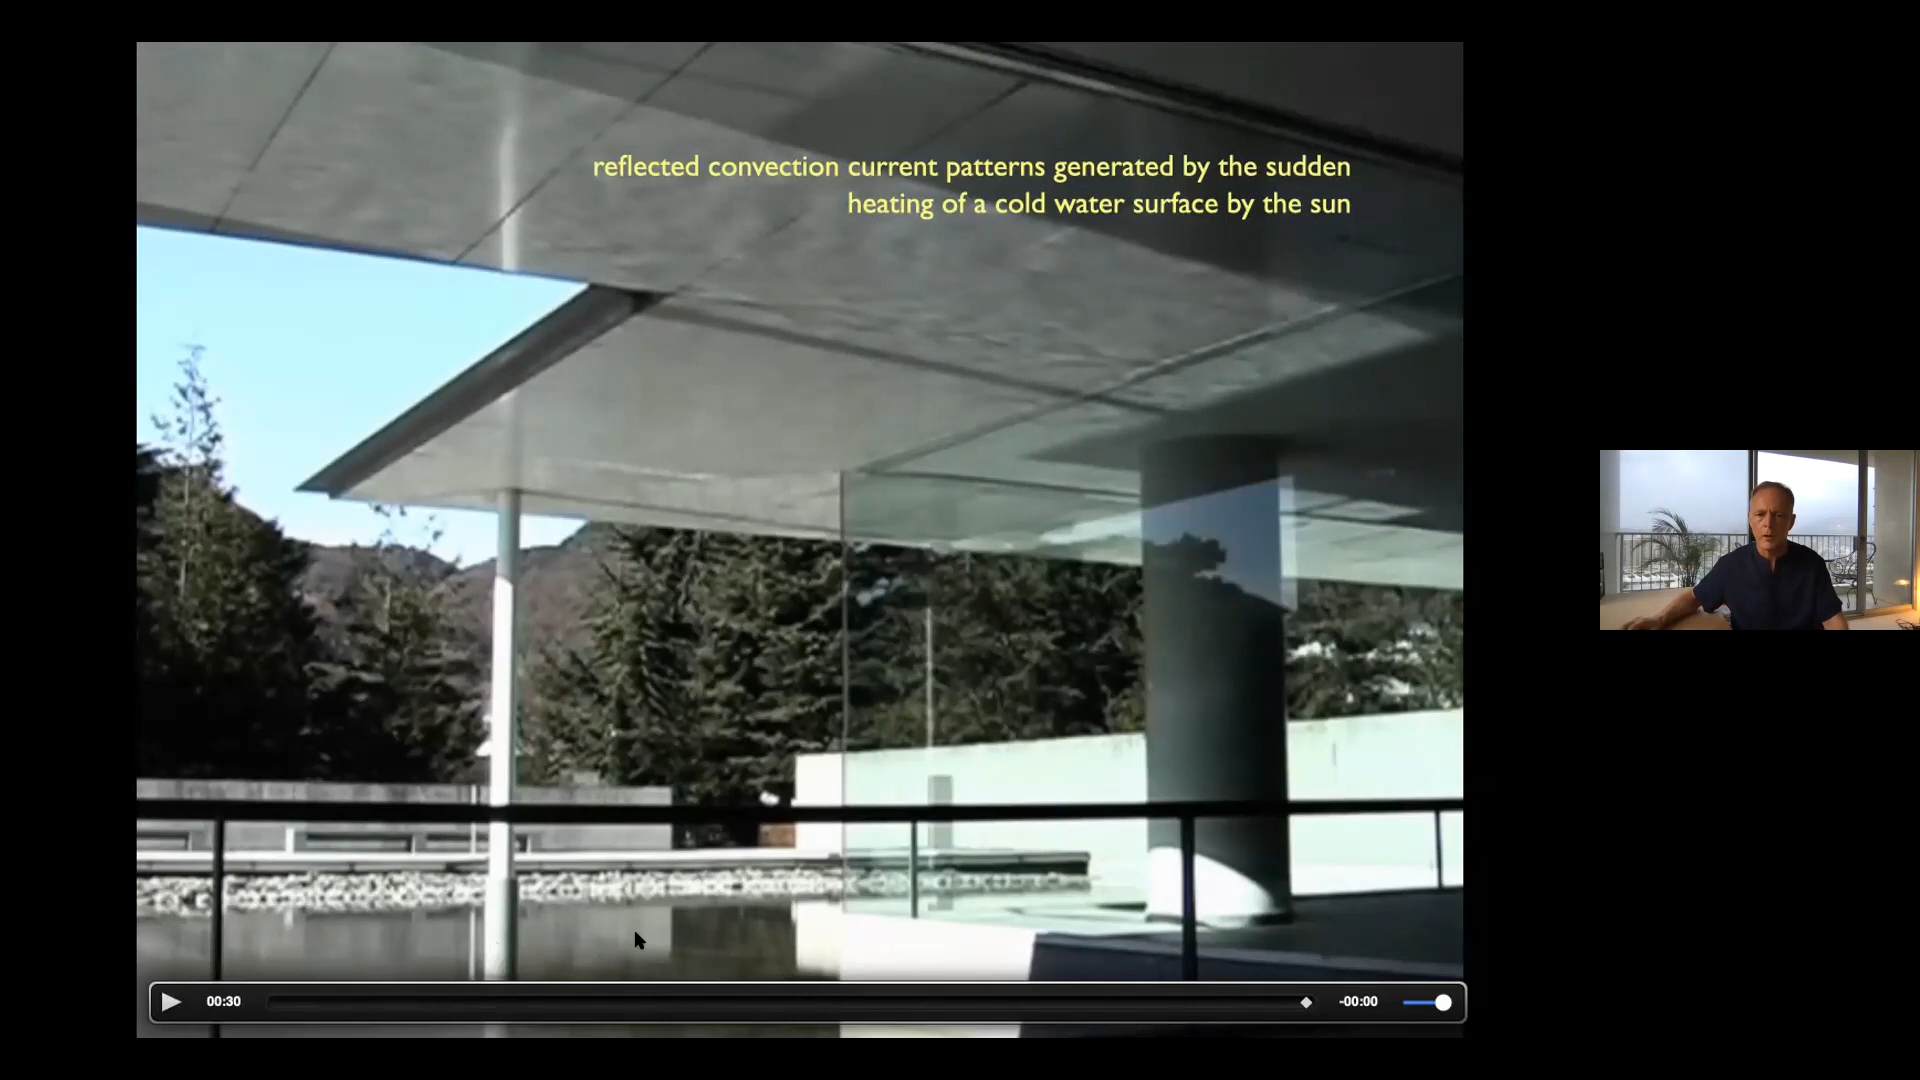 reflected convection current patterns generated by the sudden
heating of a cold water surface by the sun
00:30
-00:00